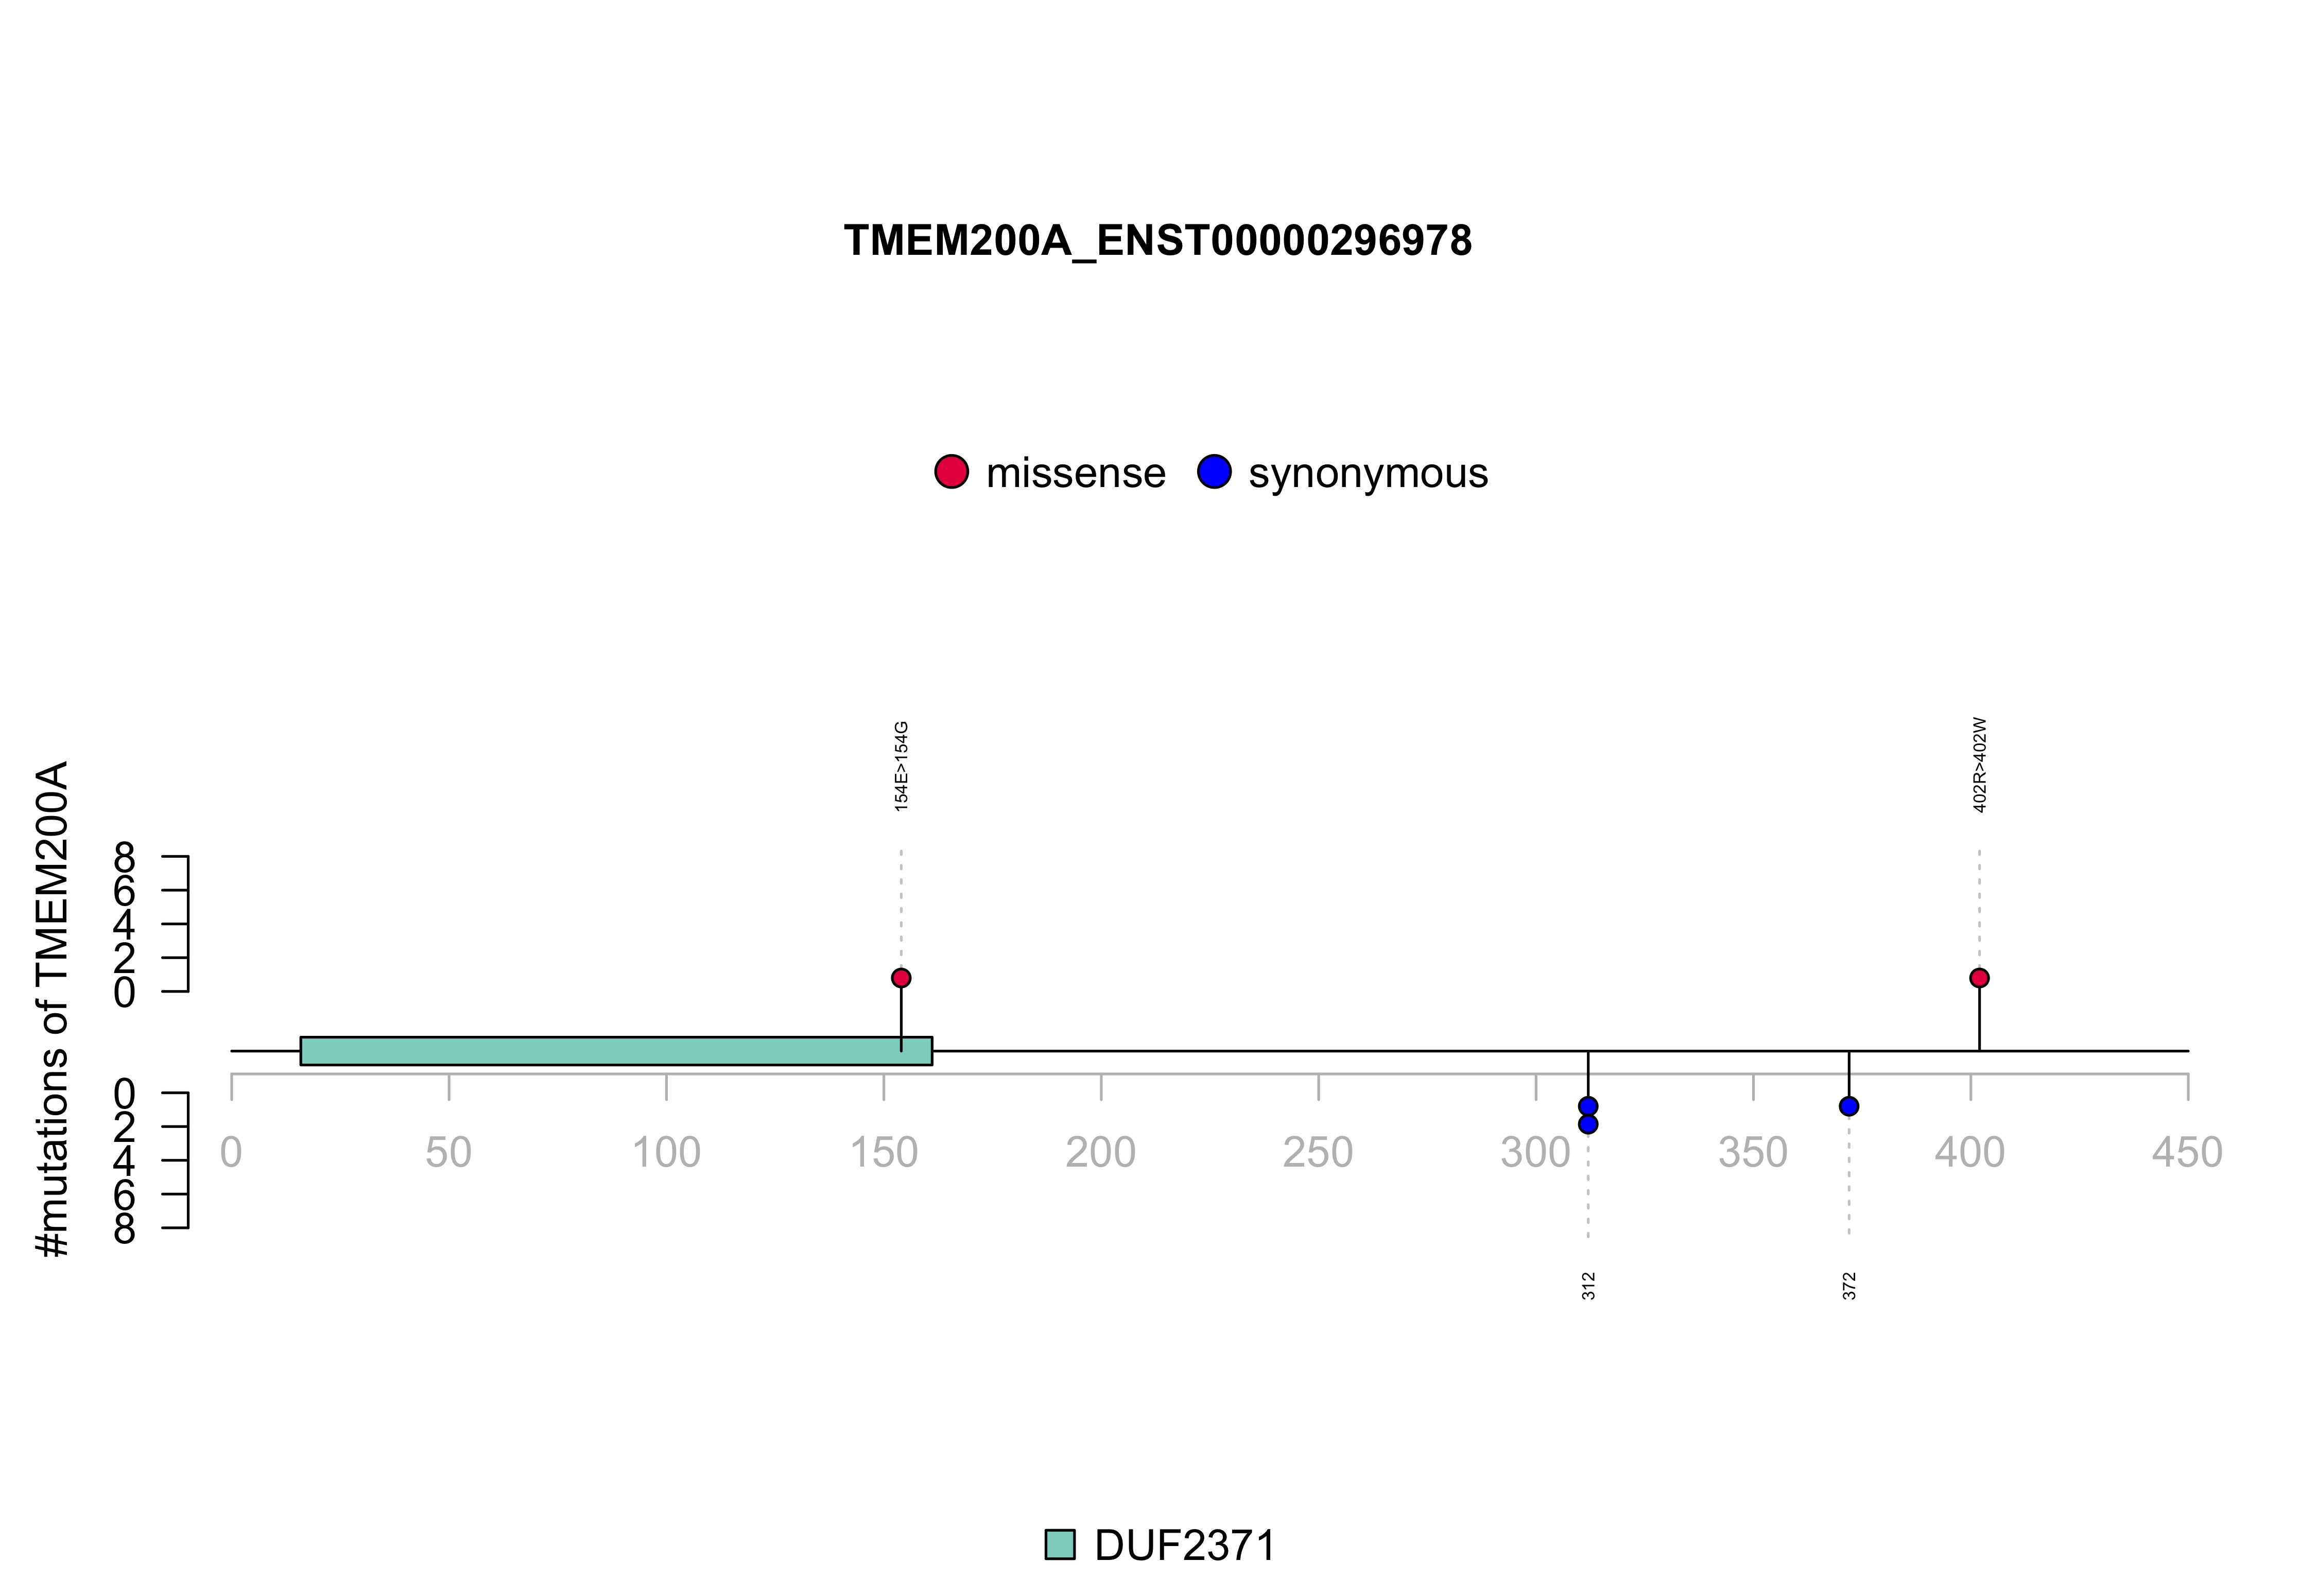 TMEM200A_ENST00000296978
missense synonymous
154E>154G
402R>402W
#mutations of TMEM200A
8
6
4
2
0
0
2
4
6
8
0 50 100 150 200 250 300 350 400 450
312
372
DUF2371